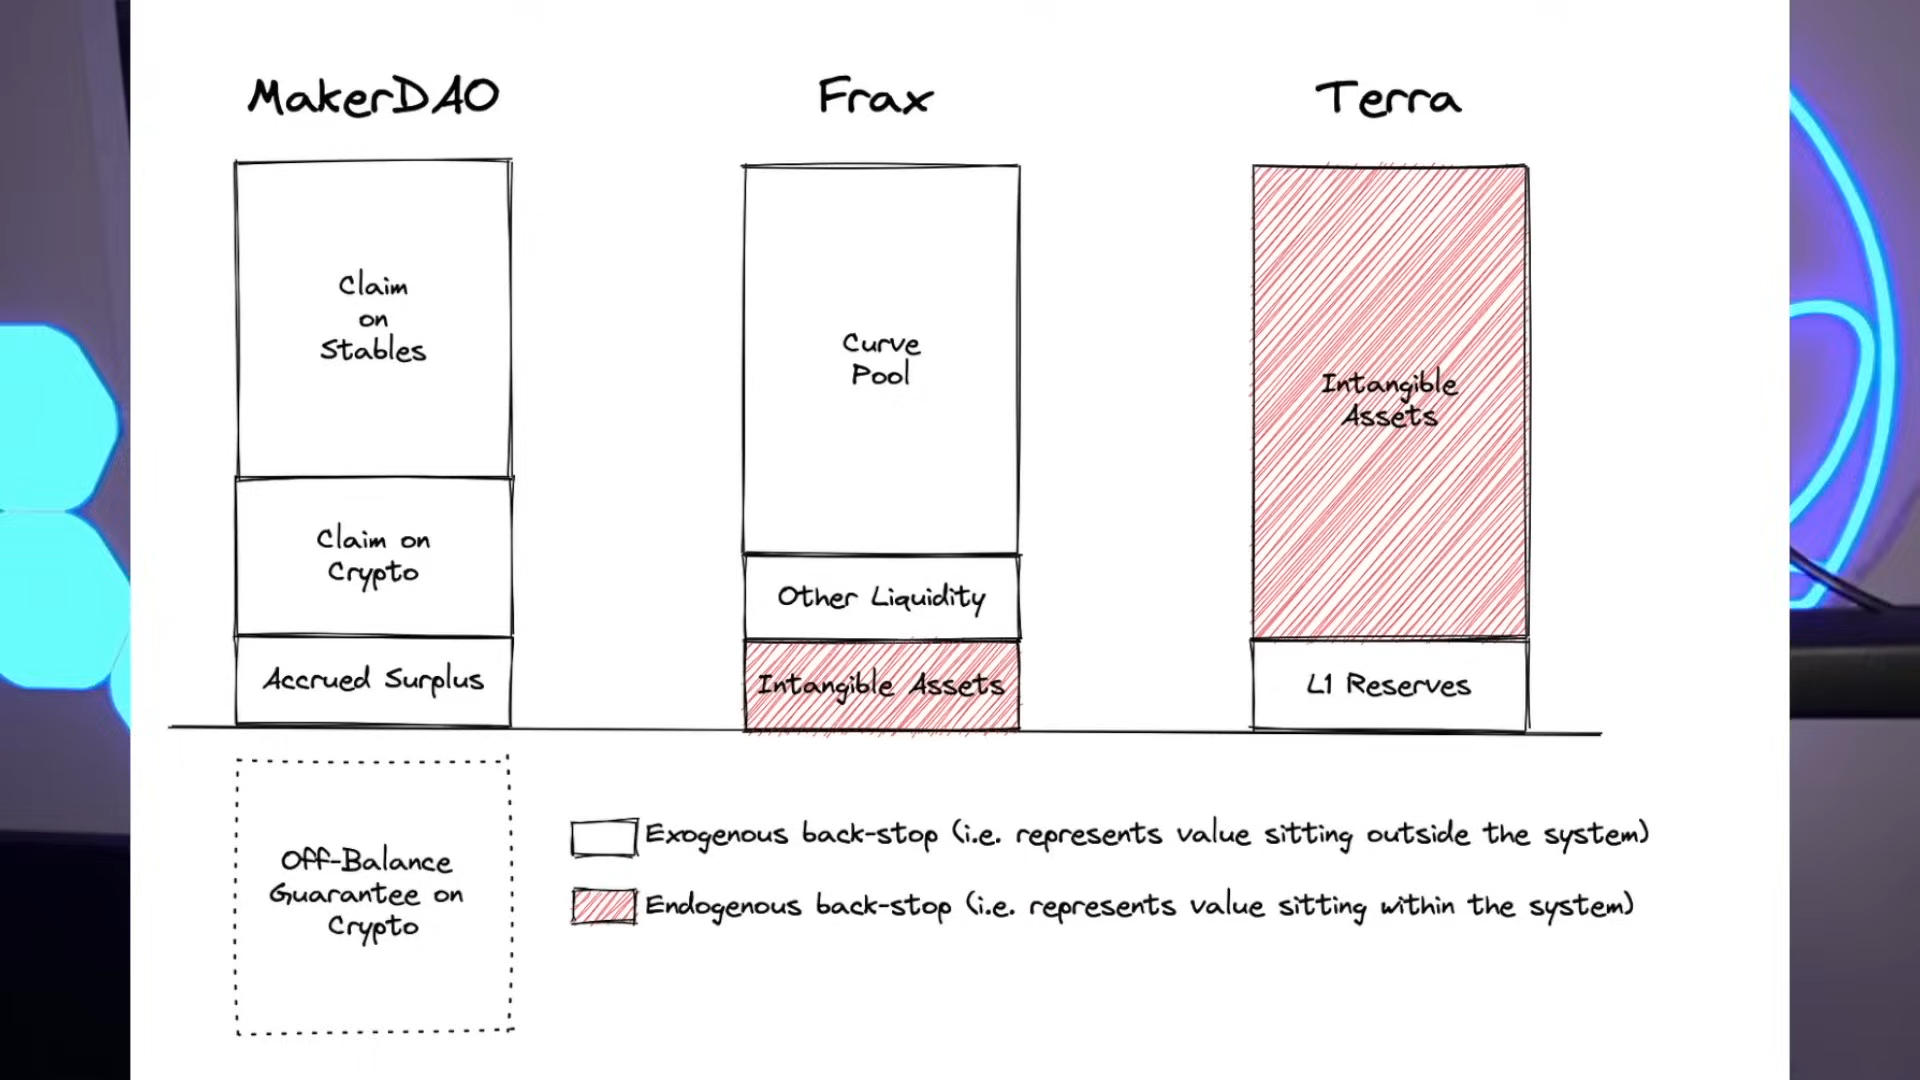 MakerDAO
Frax
Terra
Claim
on
Stables
Claim on
Crypto
Accrued Surplus
Curve
Pool
Other Liquidity
Intangible Assets
Intangible
Assets
L1 Reserves
Off-Balance
Guarantee on
Crypto
Exogenous back-stop (i.e. represents value sitting outside the system)
Endogenous back-stop (i.e. represents value sitting within the system)